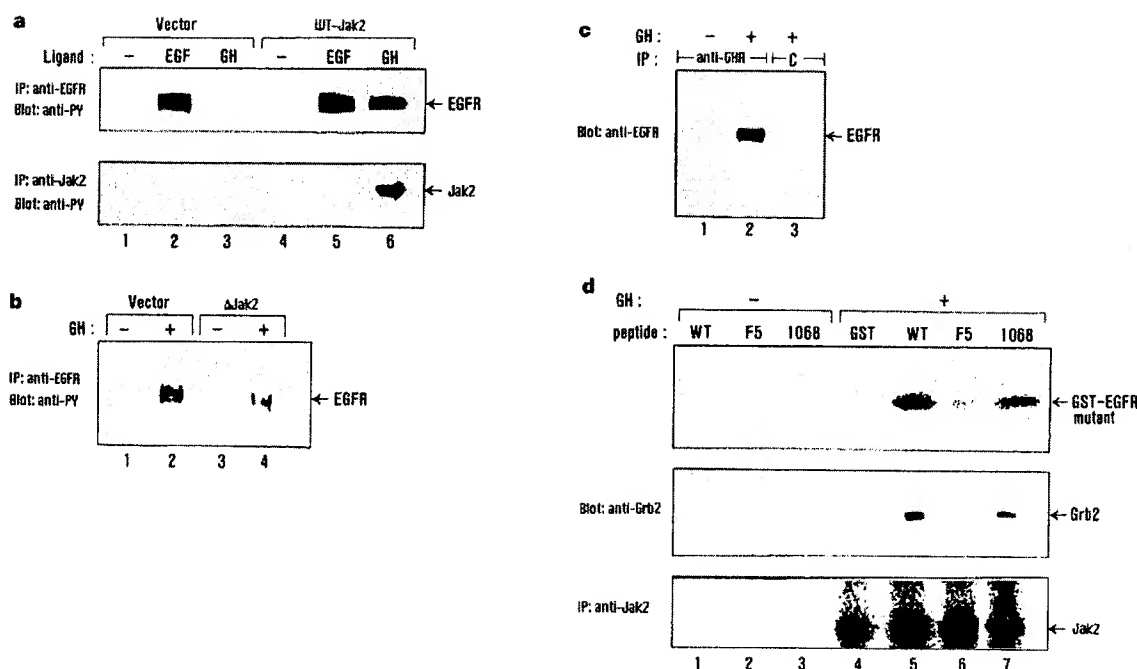 a
Vector WT-Jak2
Ligand : – EGF GH – EGF GH
IP: anti-EGFR
Blot: anti-PY
← EGFR
IP: anti-Jak2
Blot: anti-PY
← Jak2
1 2 3 4 5 6
b
Vector ΔJak2
GH : – + – +
IP: anti-EGFR
Blot: anti-PY
← EGFR
1 2 3 4
c
GH : – + +
IP : anti-GHR C
Blot: anti-EGFR
← EGFR
1 2 3
d
GH : – +
peptide : WT F5 1068 GST WT F5 1068
← GST-EGFR
mutant
Blot: anti-Grb2
← Grb2
IP: anti-Jak2
← Jak2
1 2 3 4 5 6 7